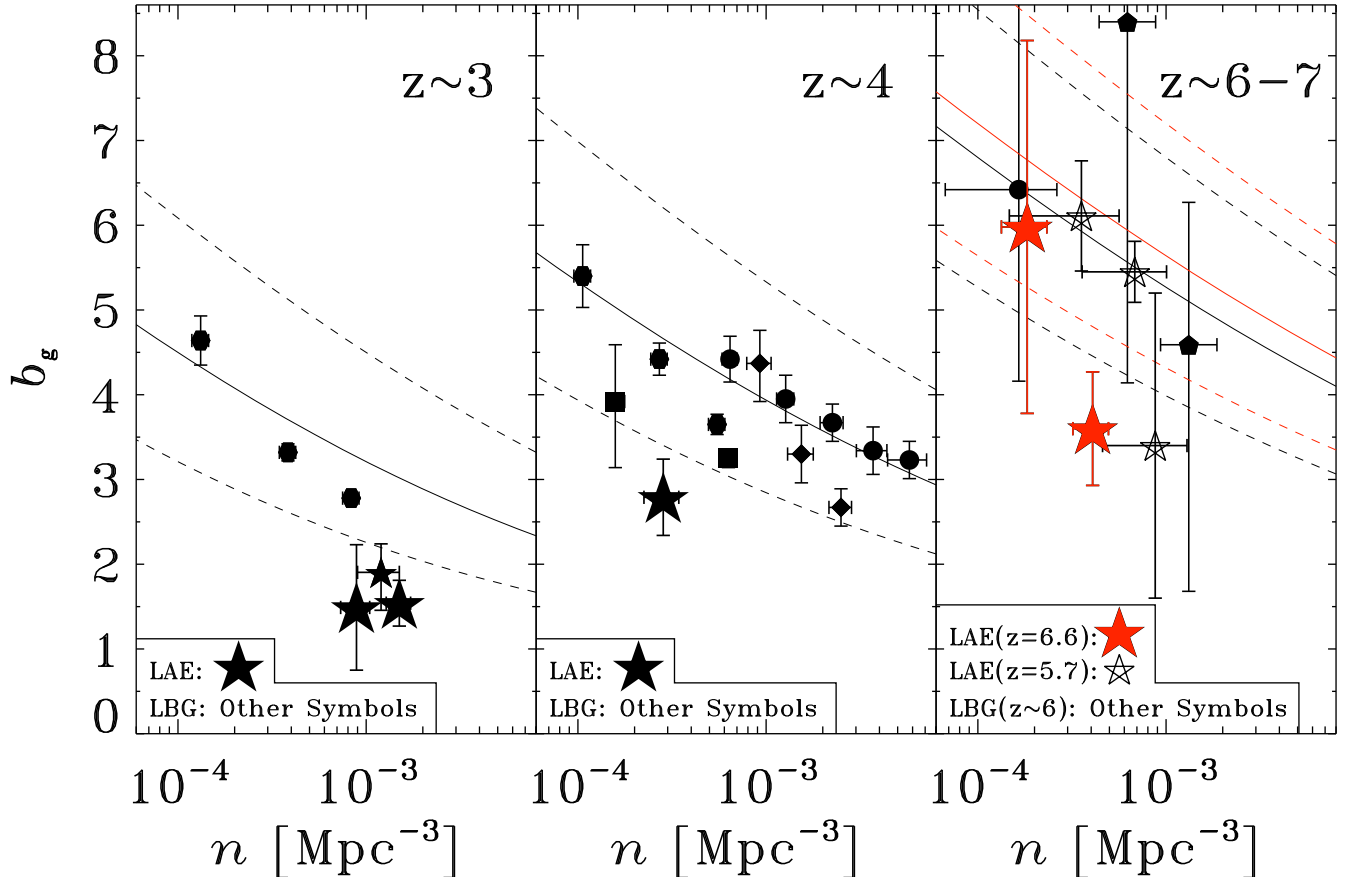 z~3
z~4
z~6−7
8
7
6
5
4
3
2
1
0
b_g
LAE:
LBG: Other Symbols
LAE:
LBG: Other Symbols
LAE(z=6.6):
LAE(z=5.7):
LBG(z~6): Other Symbols
10⁻⁴
10⁻³
10⁻⁴
10⁻³
10⁻⁴
10⁻³
n [Mpc⁻³]
n [Mpc⁻³]
n [Mpc⁻³]